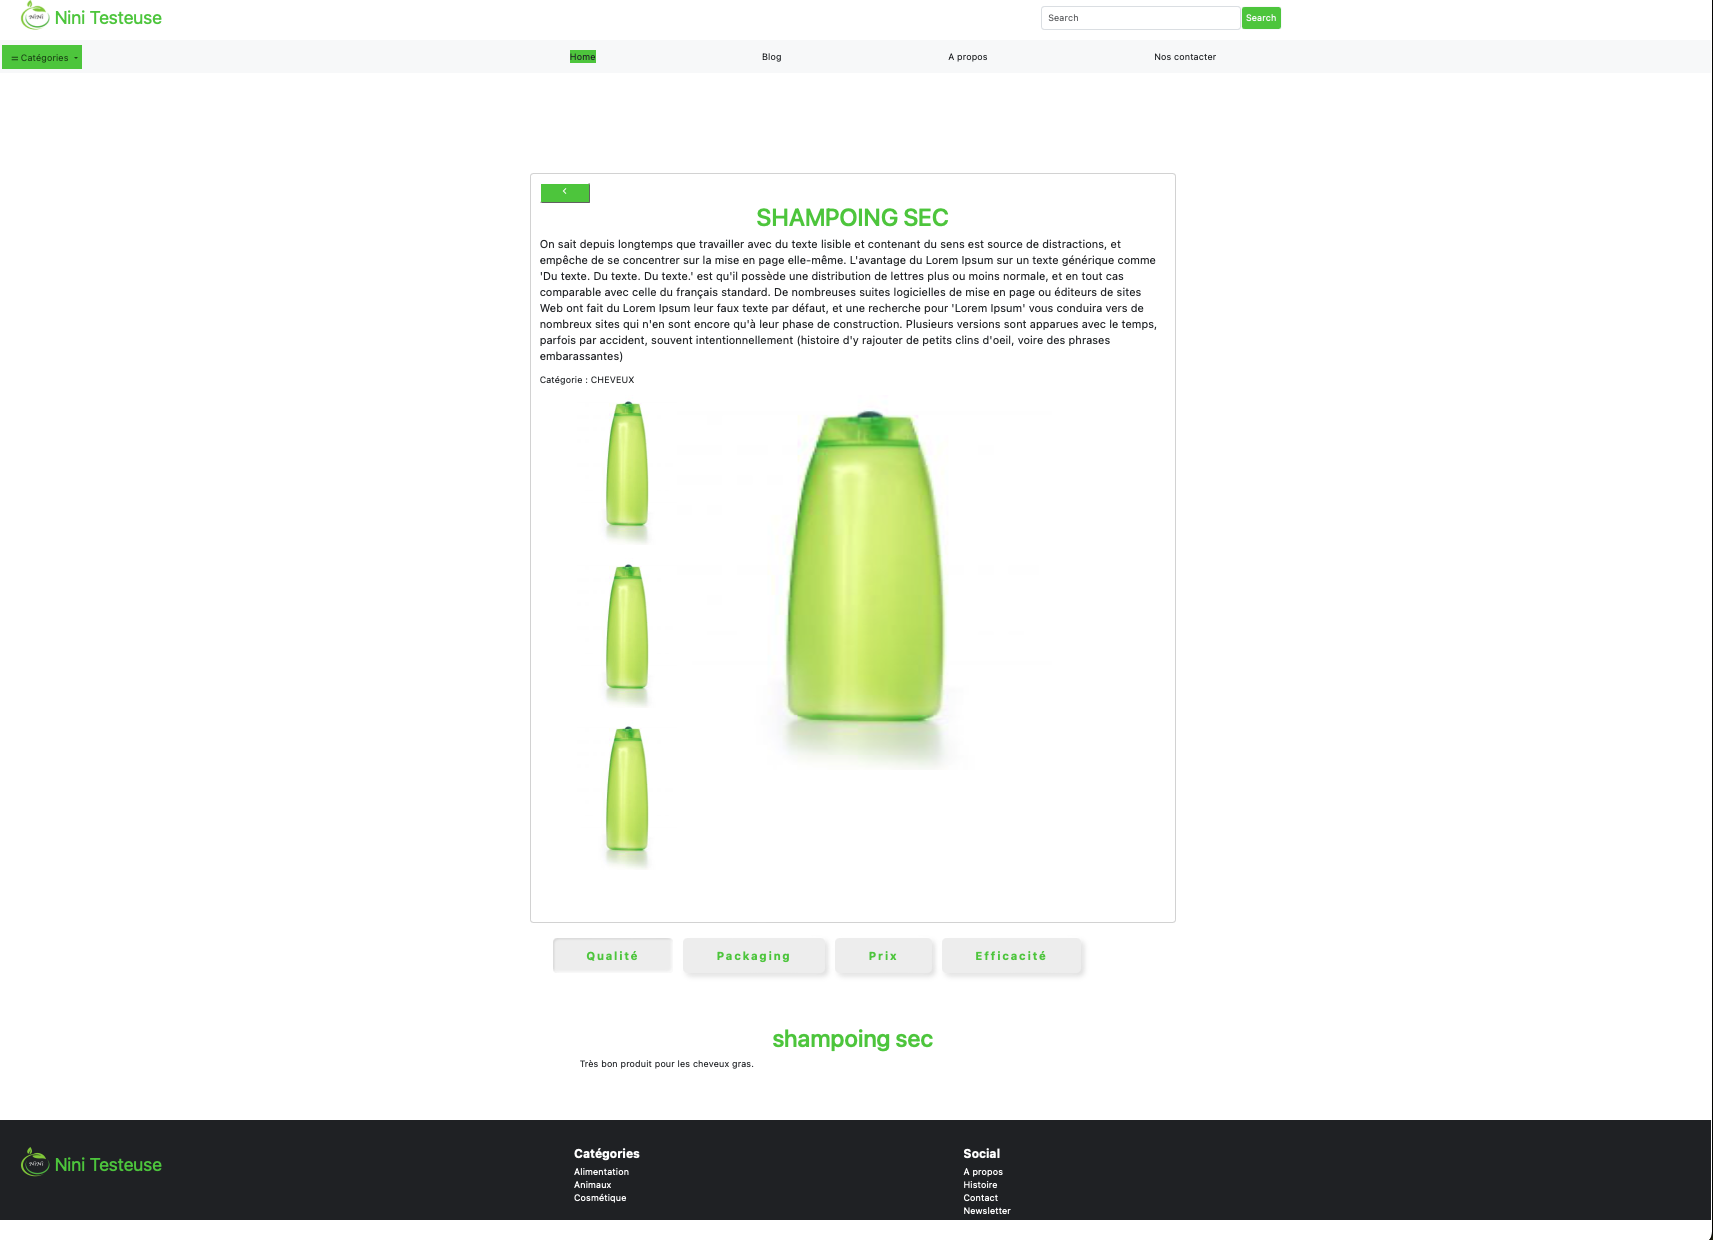 NiNi Nini Testeuse
Search Search
Catégories Home Blog A propos Nos contacter
SHAMPOING SEC
On sait depuis longtemps que travailler avec du texte lisible et contenant du sens est source de distractions, et
empêche de se concentrer sur la mise en page elle-même. L'avantage du Lorem Ipsum sur un texte générique comme
'Du texte. Du texte. Du texte.' est qu'il possède une distribution de lettres plus ou moins normale, et en tout cas
comparable avec celle du français standard. De nombreuses suites logicielles de mise en page ou éditeurs de sites
Web ont fait du Lorem Ipsum leur faux texte par défaut, et une recherche pour 'Lorem Ipsum' vous conduira vers de
nombreux sites qui n'en sont encore qu'à leur phase de construction. Plusieurs versions sont apparues avec le temps,
parfois par accident, souvent intentionnellement (histoire d'y rajouter de petits clins d'oeil, voire des phrases
embarassantes)
Catégorie : CHEVEUX
Qualité Packaging Prix Efficacité
shampoing sec
Très bon produit pour les cheveux gras.
NiNi Nini Testeuse
Catégories
Alimentation
Animaux
Cosmétique
Social
A propos
Histoire
Contact
Newsletter